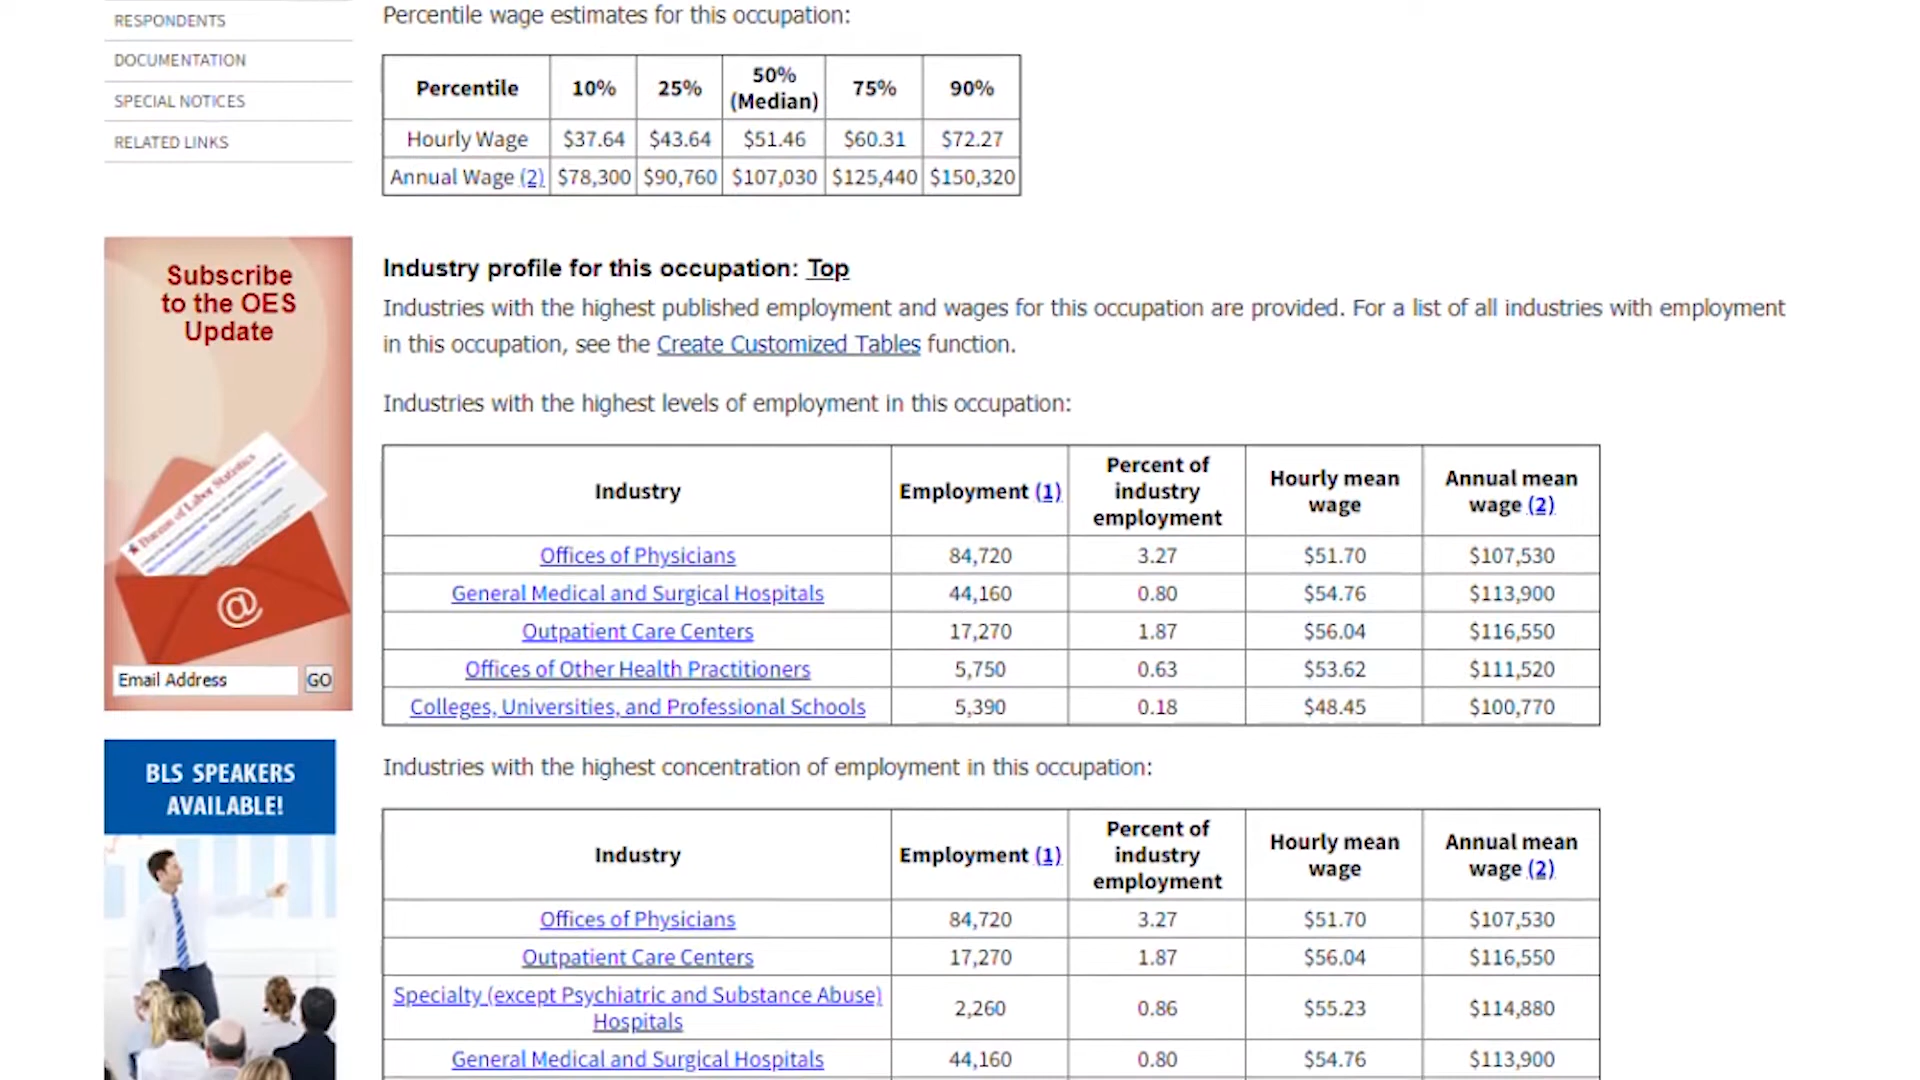 RESPONDENTS
DOCUMENTATION
SPECIAL NOTICES
RELATED LINKS
Subscribe
to the OES
Update
Bureau of Labor Statistics
@
Email Address GO
BLS SPEAKERS
AVAILABLE!
Percentile wage estimates for this occupation:
Percentile 10% 25% 50% (Median) 75% 90%
Hourly Wage $37.64 $43.64 $51.46 $60.31 $72.27
Annual Wage (2) $78,300 $90,760 $107,030 $125,440 $150,320
Industry profile for this occupation: Top
Industries with the highest published employment and wages for this occupation are provided. For a list of all industries with employment
in this occupation, see the Create Customized Tables function.
Industries with the highest levels of employment in this occupation:
Industry Employment (1) Percent of industry employment Hourly mean wage Annual mean wage (2)
Offices of Physicians 84,720 3.27 $51.70 $107,530
General Medical and Surgical Hospitals 44,160 0.80 $54.76 $113,900
Outpatient Care Centers 17,270 1.87 $56.04 $116,550
Offices of Other Health Practitioners 5,750 0.63 $53.62 $111,520
Colleges, Universities, and Professional Schools 5,390 0.18 $48.45 $100,770
Industries with the highest concentration of employment in this occupation:
Industry Employment (1) Percent of industry employment Hourly mean wage Annual mean wage (2)
Offices of Physicians 84,720 3.27 $51.70 $107,530
Outpatient Care Centers 17,270 1.87 $56.04 $116,550
Specialty (except Psychiatric and Substance Abuse) Hospitals 2,260 0.86 $55.23 $114,880
General Medical and Surgical Hospitals 44,160 0.80 $54.76 $113,900